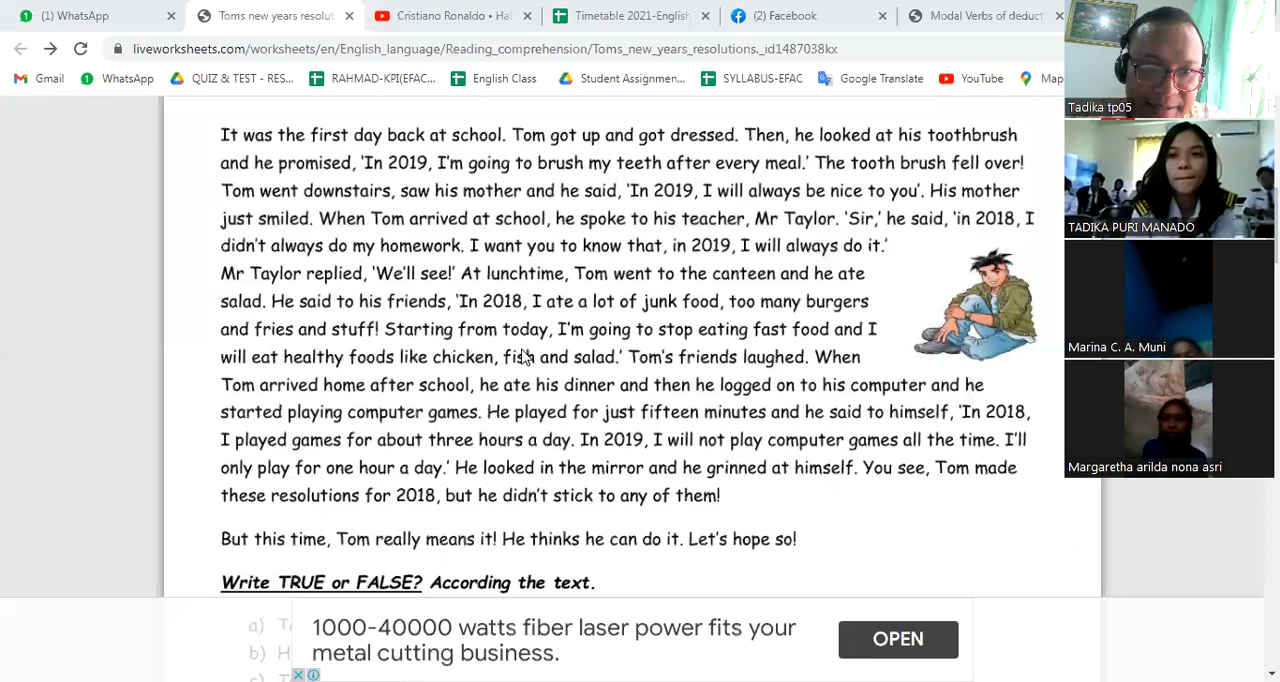 (1) WhatsApp
Toms new years resolut
Cristiano Ronaldo • Hal
Timetable 2021-English
(2) Facebook
Modal Verbs of deduct
liveworksheets.com/worksheets/en/English_language/Reading_comprehension/Toms_new_years_resolutions._id1487038kx
Gmail
WhatsApp
QUIZ & TEST - RES...
RAHMAD-KPI(EFAC...
English Class
Student Assignmen...
SYLLABUS-EFAC
Google Translate
YouTube
Map
Tadika tp05
TADIKA PURI MANADO
Marina C. A. Muni
Margaretha arilda nona asri
It was the first day back at school. Tom got up and got dressed. Then, he looked at his toothbrush
and he promised, 'In 2019, I'm going to brush my teeth after every meal.' The tooth brush fell over!
Tom went downstairs, saw his mother and he said, 'In 2019, I will always be nice to you'. His mother
just smiled. When Tom arrived at school, he spoke to his teacher, Mr Taylor. 'Sir,' he said, 'in 2018, I
didn't always do my homework. I want you to know that, in 2019, I will always do it.'
Mr Taylor replied, 'We'll see!' At lunchtime, Tom went to the canteen and he ate
salad. He said to his friends, 'In 2018, I ate a lot of junk food, too many burgers
and fries and stuff! Starting from today, I'm going to stop eating fast food and I
will eat healthy foods like chicken, fish and salad.' Tom's friends laughed. When
Tom arrived home after school, he ate his dinner and then he logged on to his computer and he
started playing computer games. He played for just fifteen minutes and he said to himself, 'In 2018,
I played games for about three hours a day. In 2019, I will not play computer games all the time. I'll
only play for one hour a day.' He looked in the mirror and he grinned at himself. You see, Tom made
these resolutions for 2018, but he didn't stick to any of them!
But this time, Tom really means it! He thinks he can do it. Let's hope so!
Write TRUE or FALSE? According the text.
a) T
b) H
c) T
1000-40000 watts fiber laser power fits your
metal cutting business.
OPEN